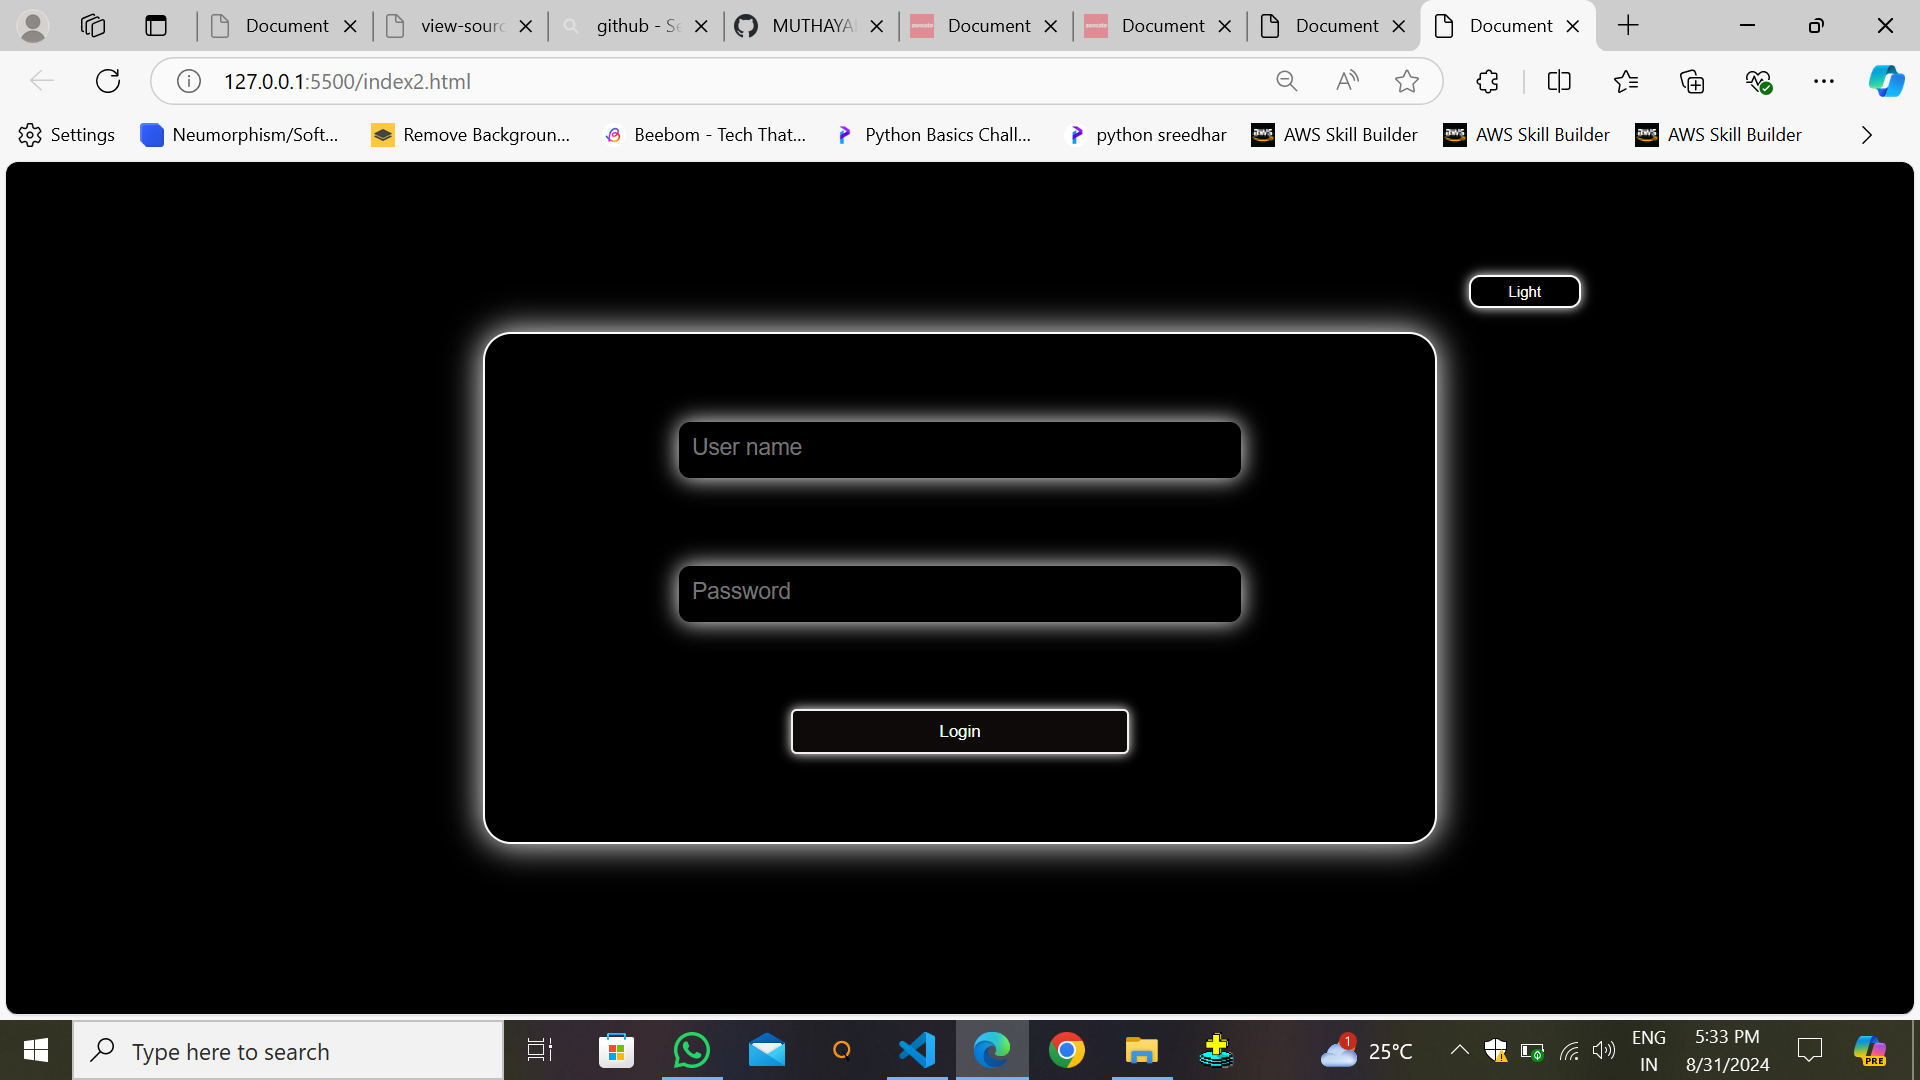 Document
view-sourc
github - Se
MUTHAYAI
Document
Document
Document
Document
127.0.0.1:5500/index2.html
Settings
Neumorphism/Soft...
Remove Backgroun...
Beebom - Tech That...
Python Basics Chall...
python sreedhar
AWS Skill Builder
AWS Skill Builder
AWS Skill Builder
Light
User name
Password
Login
Type here to search
1
25°C
ENG
IN
5:33 PM
8/31/2024
PRE